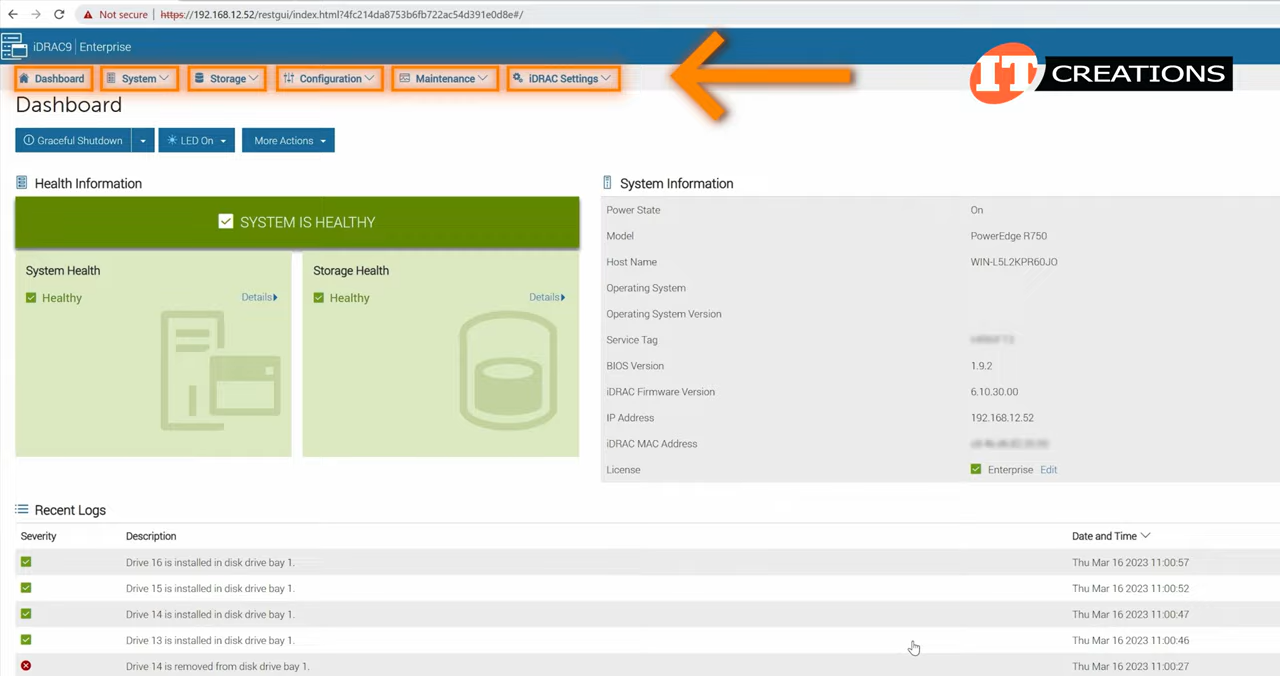 Not secure | https://192.168.12.52/restgui/index.html?4fc214da8753b6fb722ac54d391e0d8e#/
iDRAC9 | Enterprise
Dashboard System Storage Configuration Maintenance iDRAC Settings
IT CREATIONS
Dashboard
Graceful Shutdown LED On More Actions
Health Information
SYSTEM IS HEALTHY
System Health
Healthy Details
Storage Health
Healthy Details
System Information
Power State On
Model PowerEdge R750
Host Name WIN-L5L2KPR60JO
Operating System
Operating System Version
Service Tag
BIOS Version 1.9.2
iDRAC Firmware Version 6.10.30.00
IP Address 192.168.12.52
iDRAC MAC Address
License Enterprise Edit
Recent Logs
Severity Description Date and Time
Drive 16 is installed in disk drive bay 1. Thu Mar 16 2023 11:00:57
Drive 15 is installed in disk drive bay 1. Thu Mar 16 2023 11:00:52
Drive 14 is installed in disk drive bay 1. Thu Mar 16 2023 11:00:47
Drive 13 is installed in disk drive bay 1. Thu Mar 16 2023 11:00:46
Drive 14 is removed from disk drive bay 1. Thu Mar 16 2023 11:00:27